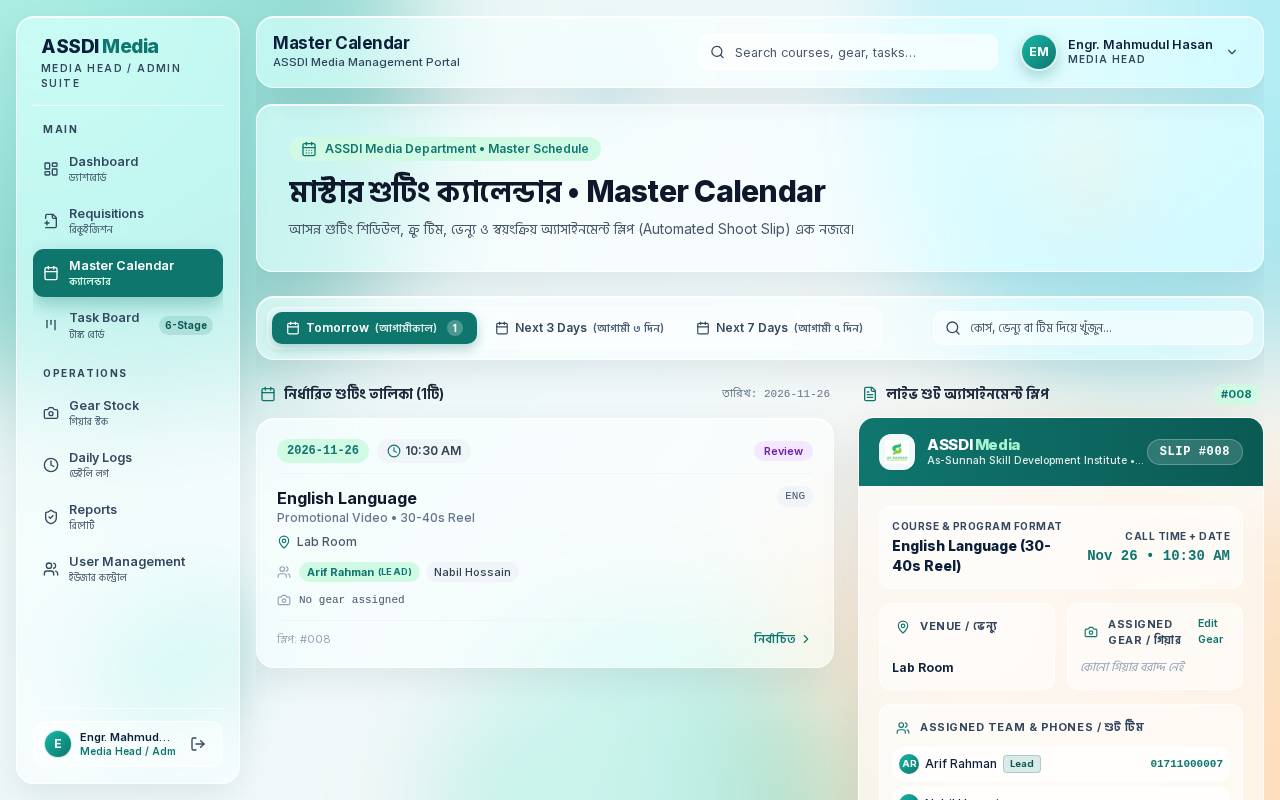 ASSDI Media
MEDIA HEAD / ADMIN
SUITE
MAIN
Dashboard
ড্যাশবোর্ড
Requisitions
রিকুইজিশন
Master Calendar
ক্যালেন্ডার
Task Board
টাস্ক বোর্ড
6-Stage
OPERATIONS
Gear Stock
গিয়ার স্টক
Daily Logs
ডেইলি লগ
Reports
রিপোর্ট
User Management
ইউজার কন্ট্রোল
E
Engr. Mahmud...
Media Head / Adm
Master Calendar
ASSDI Media Management Portal
Search courses, gear, tasks...
EM
Engr. Mahmudul Hasan
MEDIA HEAD
ASSDI Media Department • Master Schedule
মাস্টার শুটিং ক্যালেন্ডার • Master Calendar
আসন্ন শুটিং শিডিউল, ক্রু টিম, ভেন্যু ও স্বয়ংক্রিয় অ্যাসাইনমেন্ট স্লিপ (Automated Shoot Slip) এক নজরে।
Tomorrow (আগামীকাল) 1
Next 3 Days (আগামী ৩ দিন)
Next 7 Days (আগামী ৭ দিন)
কোর্স, ভেন্যু বা টিম দিয়ে খুঁজুন...
নির্ধারিত শুটিং তালিকা (1টি)
তারিখ: 2026-11-26
2026-11-26
10:30 AM
Review
English Language
ENG
Promotional Video • 30-40s Reel
Lab Room
Arif Rahman (LEAD)
Nabil Hossain
No gear assigned
স্লিপ: #008
নির্বাচিত
লাইভ শুট অ্যাসাইনমেন্ট স্লিপ
#008
ASSDI Media
As-Sunnah Skill Development Institute •...
SLIP #008
COURSE & PROGRAM FORMAT
English Language (30-
40s Reel)
CALL TIME + DATE
Nov 26 • 10:30 AM
VENUE / ভেন্যু
Lab Room
ASSIGNED
GEAR / গিয়ার
Edit
Gear
কোনো গিয়ার বরাদ্দ নেই
ASSIGNED TEAM & PHONES / শুট টিম
AR
Arif Rahman
Lead
01711000007